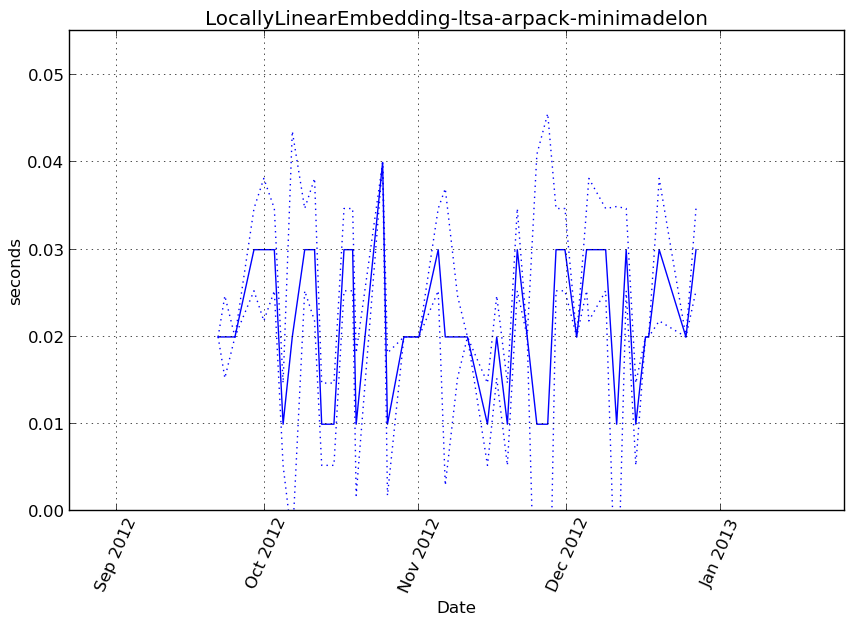 LocallyLinearEmbedding-ltsa-arpack-minimadelon
seconds
0.05
0.04
0.03
0.02
0.01
0.00
Sep 2012
Oct 2012
Nov 2012
Dec 2012
Jan 2013
Date